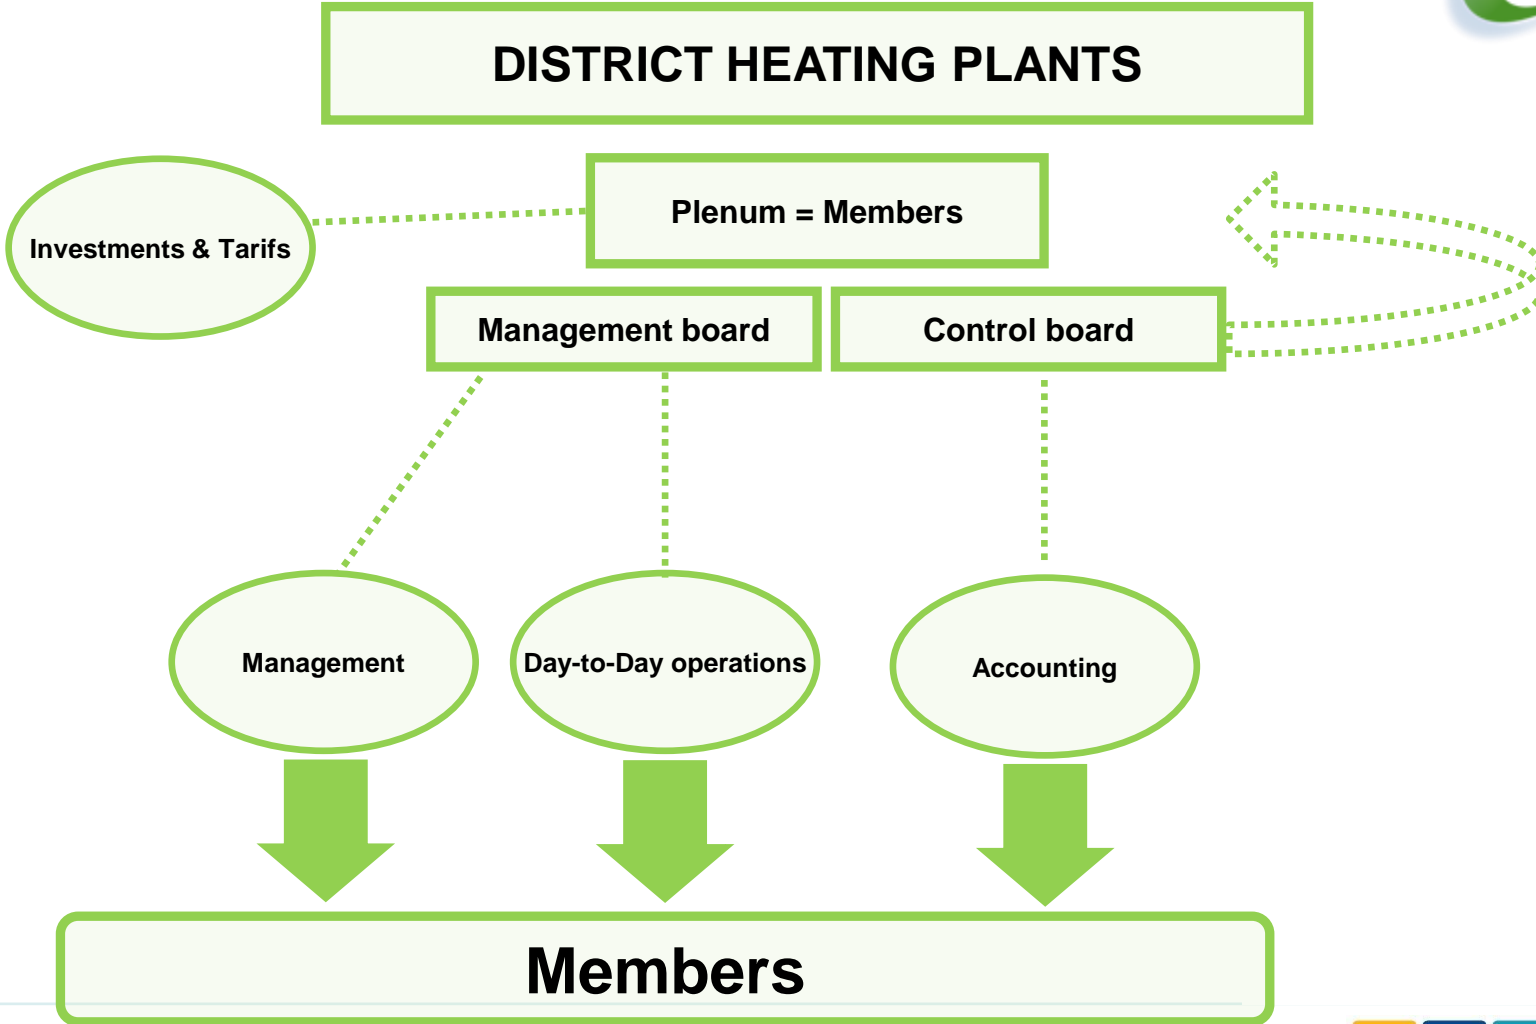 DISTRICT HEATING PLANTS
Plenum = Members
Investments & Tarifs
Management board
Control board
Management
Day-to-Day operations
Accounting
Members